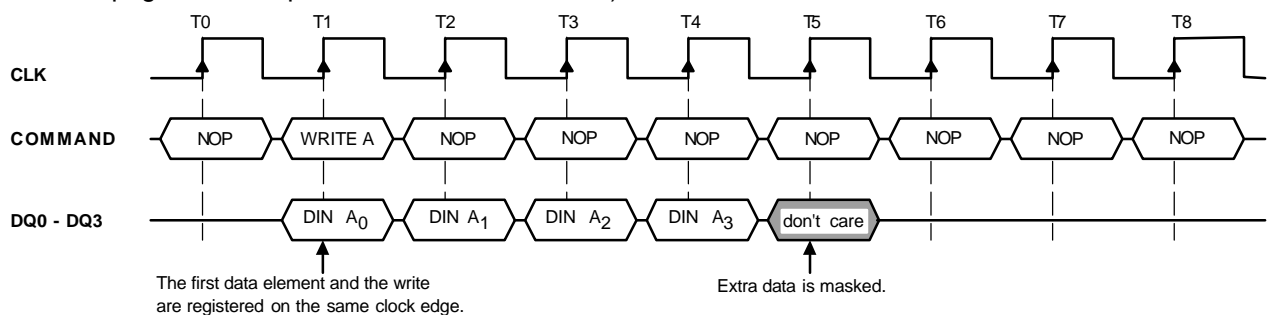 T0 T1 T2 T3 T4 T5 T6 T7 T8
CLK
COMMAND NOP WRITE A NOP NOP NOP NOP NOP NOP NOP
DQ0 - DQ3 DIN A0 DIN A1 DIN A2 DIN A3 don't care
The first data element and the write
are registered on the same clock edge.
Extra data is masked.